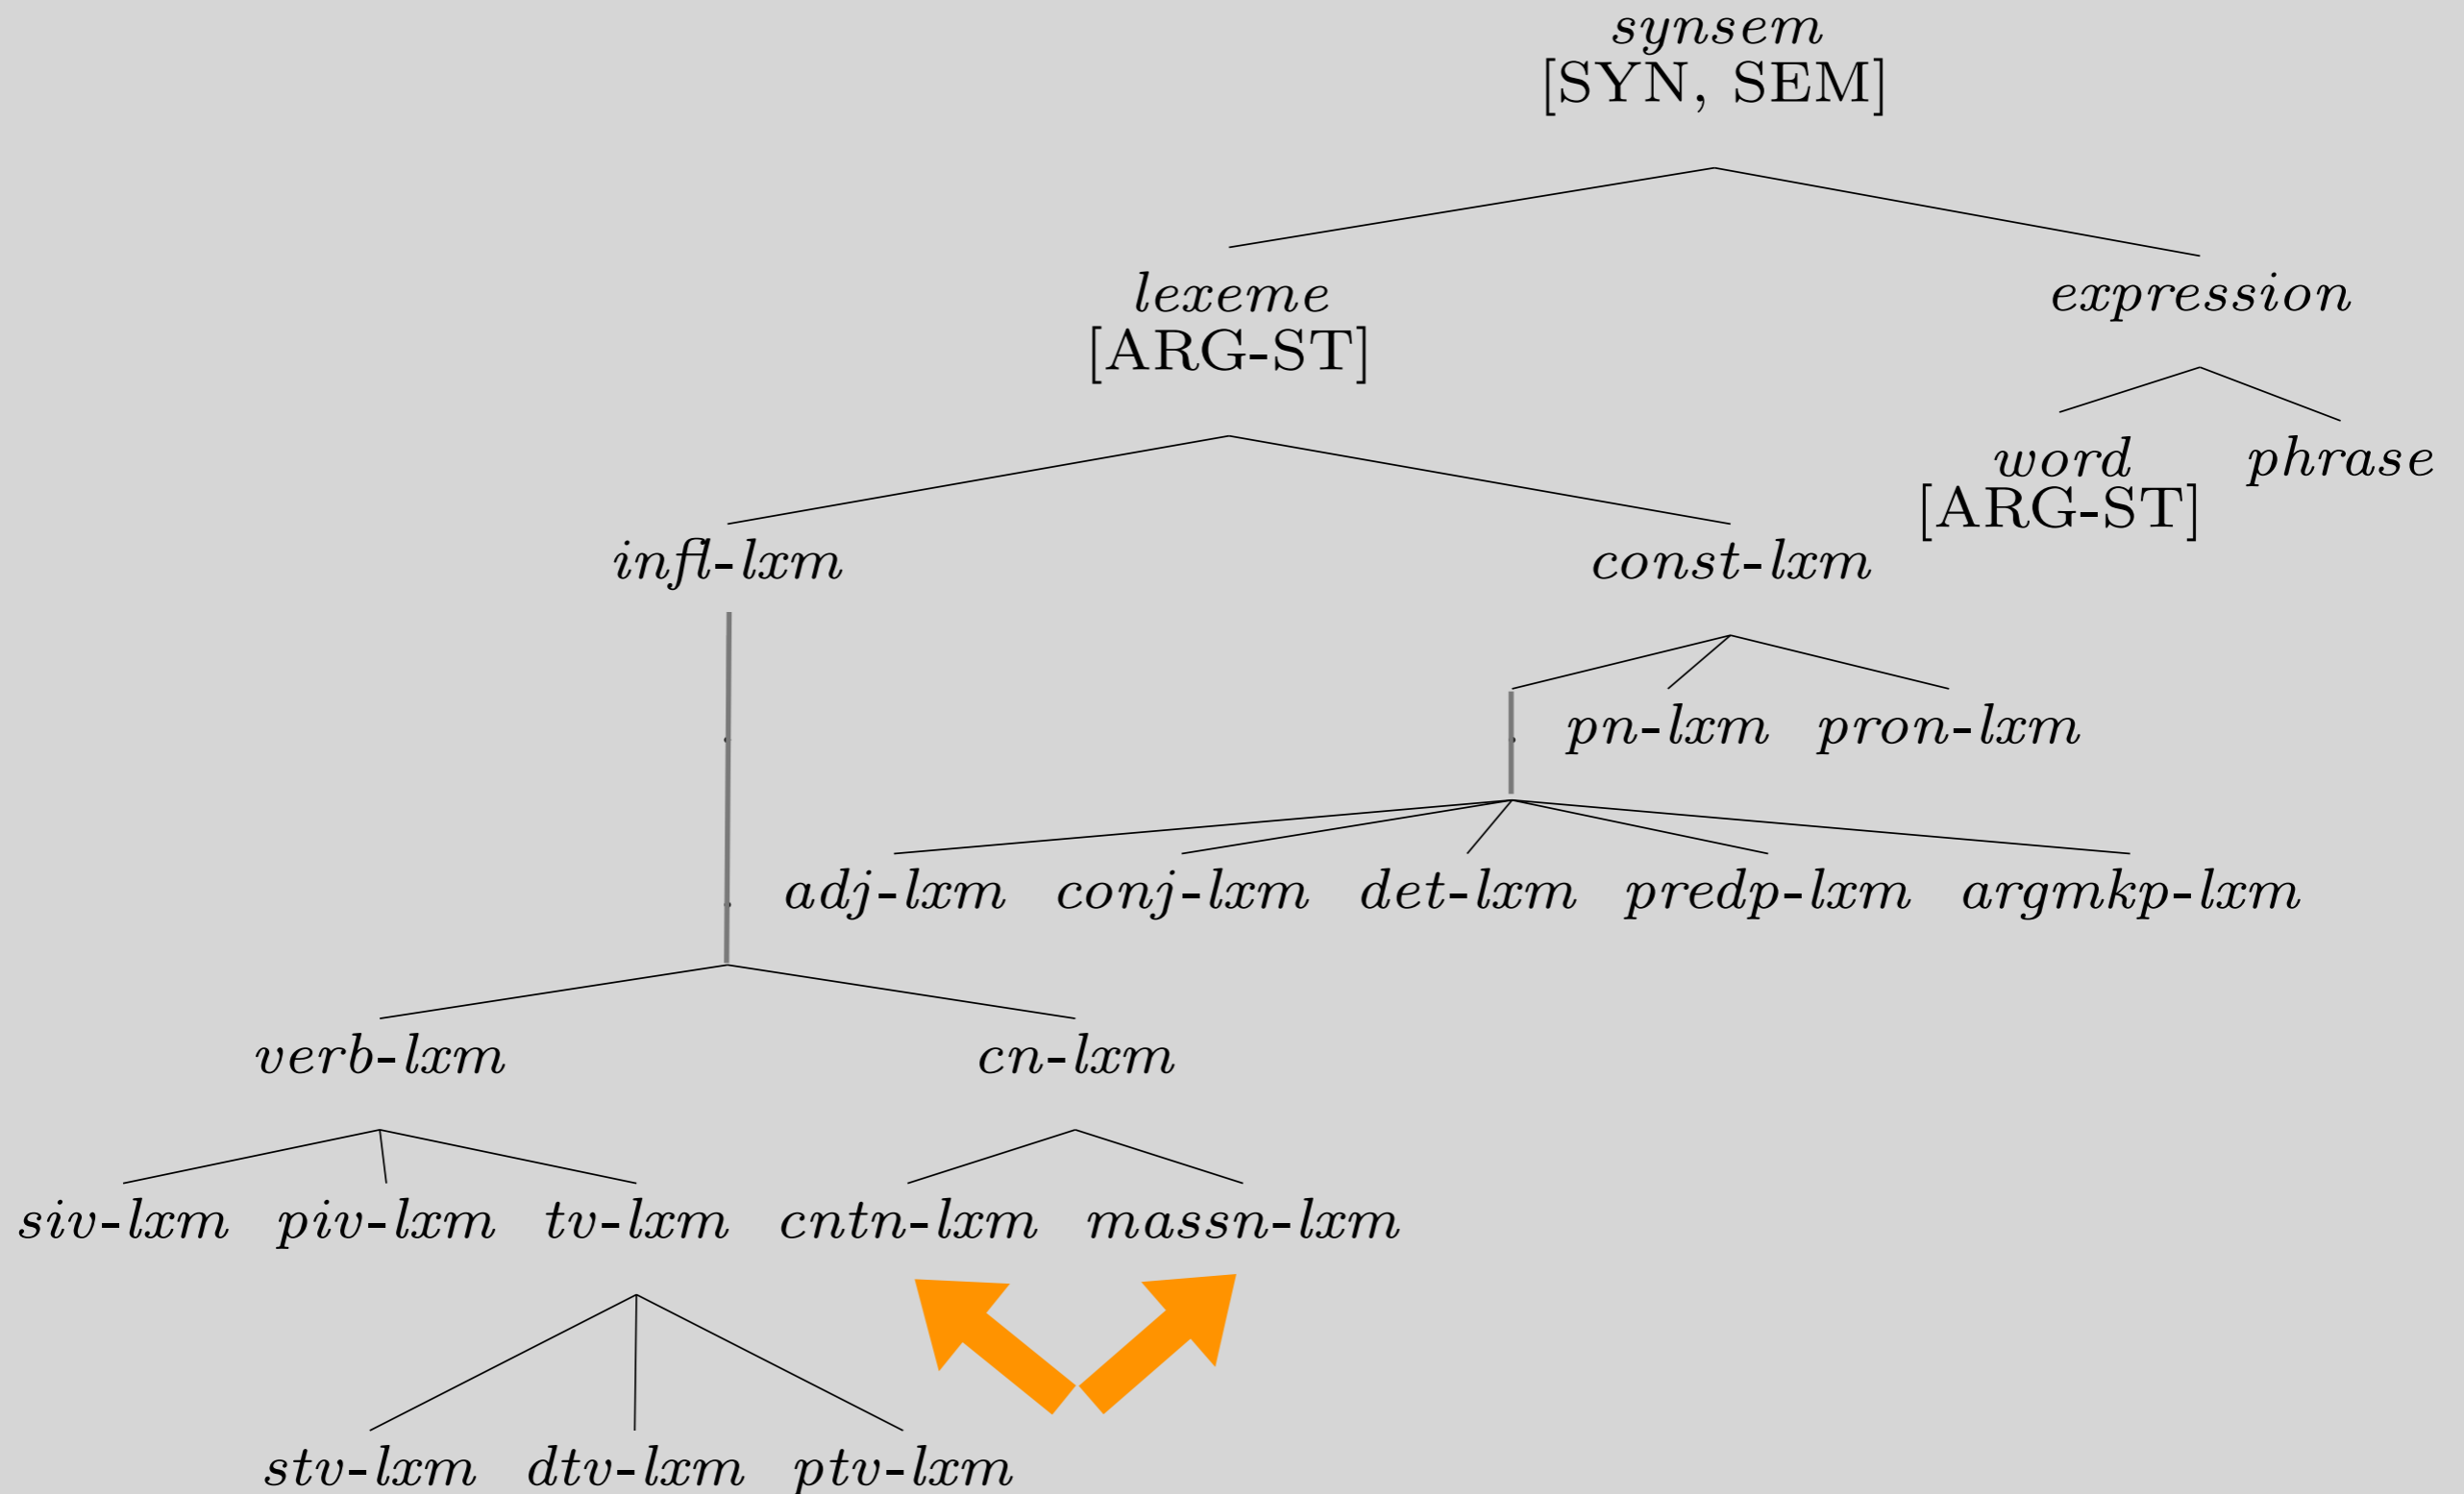 synsem
[SYN, SEM]
lexeme
[ARG-ST]
expression
word
[ARG-ST]
phrase
infl-lxm
const-lxm
pn-lxm pron-lxm
adj-lxm conj-lxm det-lxm predp-lxm argmkp-lxm
verb-lxm cn-lxm
siv-lxm piv-lxm tv-lxm cntn-lxm massn-lxm
stv-lxm dtv-lxm ptv-lxm